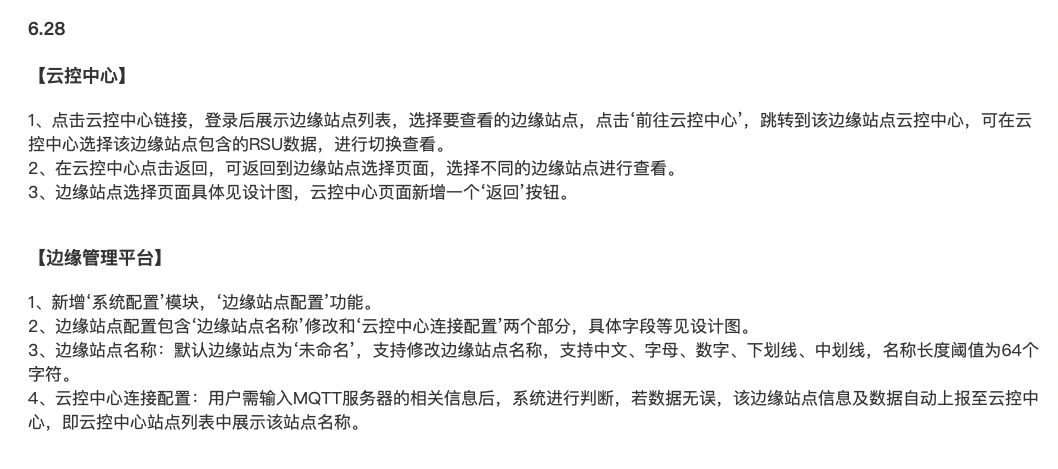 6.28
【云控中心】
1、点击云控中心链接，登录后展示边缘站点列表，选择要查看的边缘站点，点击‘前往云控中心’，跳转到该边缘站点云控中心，可在云
控中心选择该边缘站点包含的RSU数据，进行切换查看。
2、在云控中心点击返回，可返回到边缘站点选择页面，选择不同的边缘站点进行查看。
3、边缘站点选择页面具体见设计图，云控中心页面新增一个‘返回’按钮。
【边缘管理平台】
1、新增‘系统配置’模块，‘边缘站点配置’功能。
2、边缘站点配置包含‘边缘站点名称’修改和‘云控中心连接配置’两个部分，具体字段等见设计图。
3、边缘站点名称：默认边缘站点为‘未命名’，支持修改边缘站点名称，支持中文、字母、数字、下划线、中划线，名称长度阈值为64个
字符。
4、云控中心连接配置：用户需输入MQTT服务器的相关信息后，系统进行判断，若数据无误，该边缘站点信息及数据自动上报至云控中
心，即云控中心站点列表中展示该站点名称。